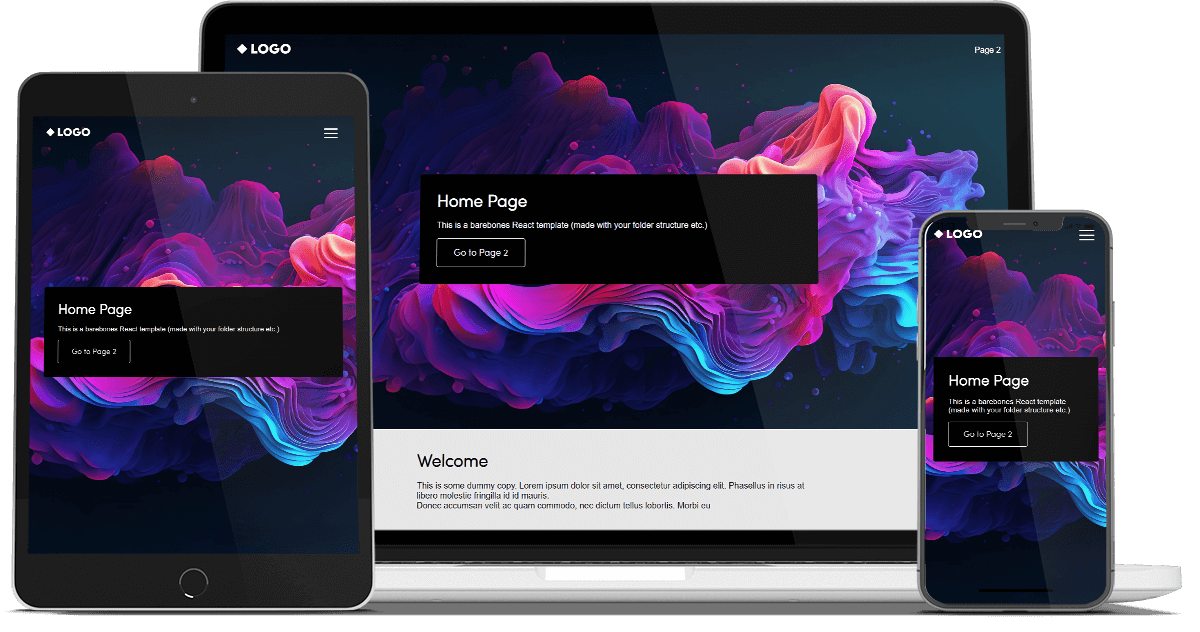 LOGO
Page 2
Home Page
This is a barebones React template (made with your folder structure etc.)
Go to Page 2
Welcome
This is some dummy copy. Lorem ipsum dolor sit amet, consectetur adipiscing elit. Phasellus in risus at
libero molestie fringilla id id mauris.
Donec accumsan velit ac quam commodo, nec dictum tellus lobortis. Morbi eu
LOGO
Home Page
This is a barebones React template (made with your folder structure etc.)
Go to Page 2
LOGO
Home Page
This is a barebones React template
(made with your folder structure etc.)
Go to Page 2